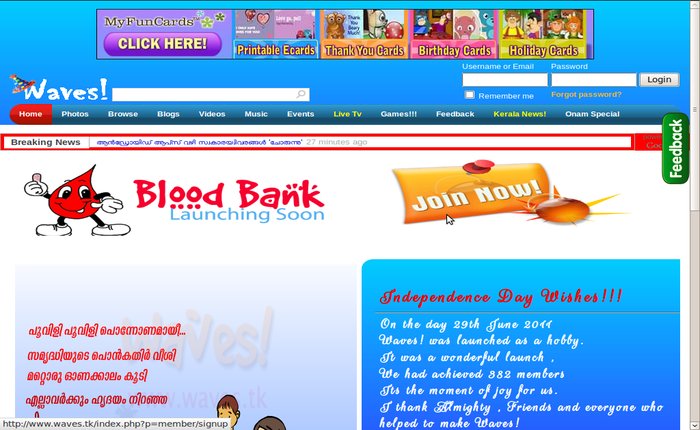 MyFunCards
CLICK HERE!
Printable Ecards
Thank You Cards
Birthday Cards
Holiday Cards
Username or Email
Password
Login
Remember me
Forgot password?
Waves!
Home Photos Browse Blogs Videos Music Events Live Tv Games!!! Feedback Kerala News! Onam Special
Breaking News
ആൻഡ്രോയിഡ് ആപ്സ് വഴി സ്വകാര്യവിവരങ്ങൾ 'ചോരുന്നു' 27 minutes ago
Feedback
Blood Bank
Launching Soon
Join Now!
Waves!
www.waves.tk
പൂവിളി പൂവിളി പൊന്നോണമായീ...
സമൃദ്ധിയുടെ പൊൻകതിർ വിശി
മറ്റൊരു ഓണക്കാലം കൂടി
എല്ലാവർക്കും ഹൃദയം നിറഞ്ഞ
Independence Day Wishes!!!
On the day 29th June 2011
Waves! was launched as a hobby.
It was a wonderful launch ,
We had achieved 382 members
Its the moment of joy for us.
I thank Almighty , Friends and everyone who
helped to make Waves!
http://www.waves.tk/index.php?p=member/signup